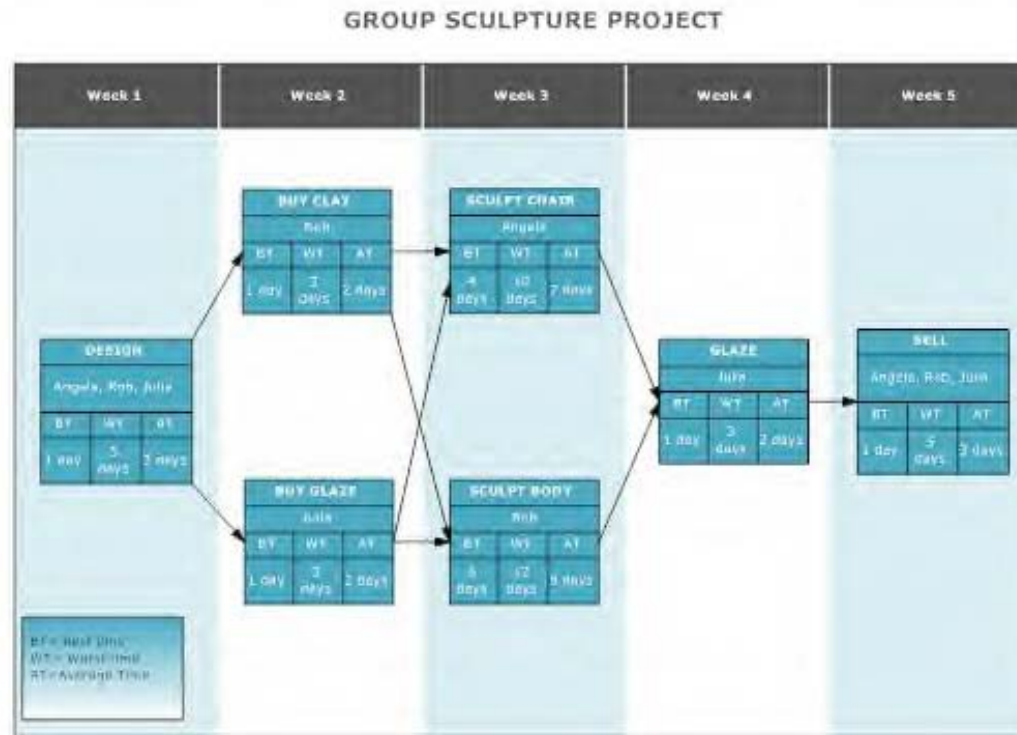 GROUP SCULPTURE PROJECT
Week 1
Week 2
Week 3
Week 4
Week 5
DESIGN
Angela, Rob, Julia
BT WT AT
1 day 5 days 3 days
BUY CLAY
Rob
BT WT AT
1 day 3 days 2 days
BUY GLAZE
Julia
BT WT AT
1 day 3 days 2 days
SCULPT CHAIR
Angela
BT WT AT
4 days 10 days 7 days
SCULPT BODY
Rob
BT WT AT
days 12 days days
GLAZE
Julia
BT WT AT
1 day 3 days 2 days
SELL
Angela, Rob, Julia
BT WT AT
1 day 5 days 3 days
BT= Best Time
WT= Worst Time
AT= Average Time